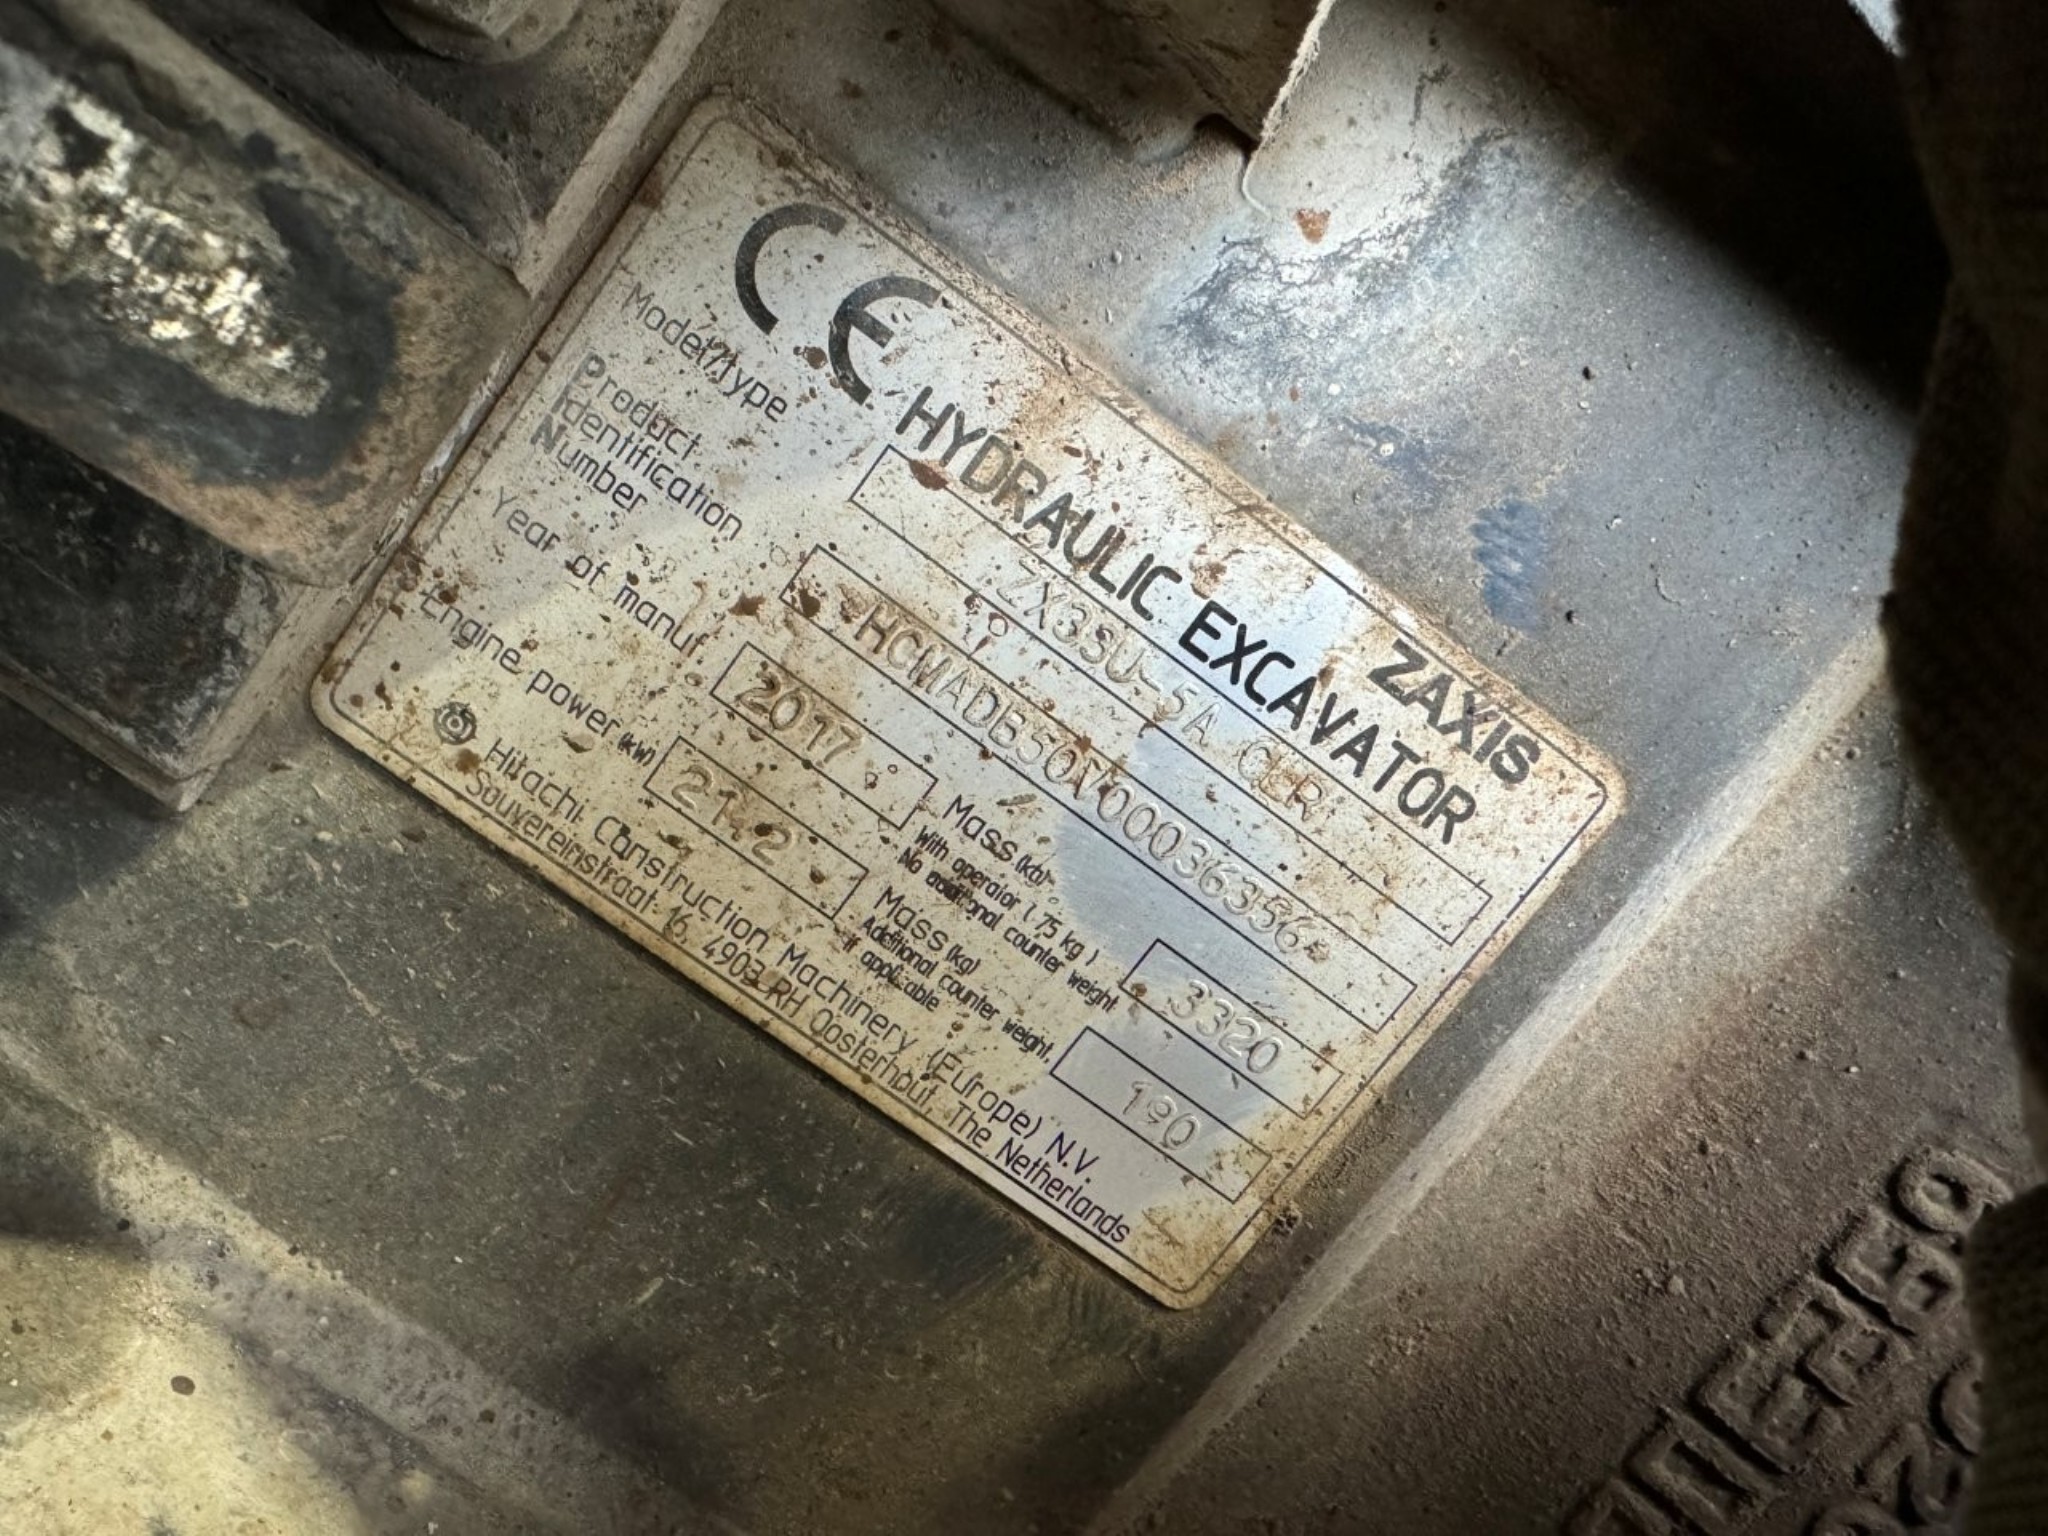 CE
ZAXIS
HYDRAULIC EXCAVATOR
Model/Type
ZX33U-5A CLR
Product
Identification
Number
HCMADB50V00036356
Year of manuf.
2017
Engine power (kW)
21.2
Mass (kg)
With operator ( 75 kg )
No additional counter weight
3320
Mass (kg)
Additional counter weight,
if applicable
190
Hitachi Construction Machinery (Europe) N.V.
Souvereinstraat 16, 4903 RH Oosterhout, The Netherlands